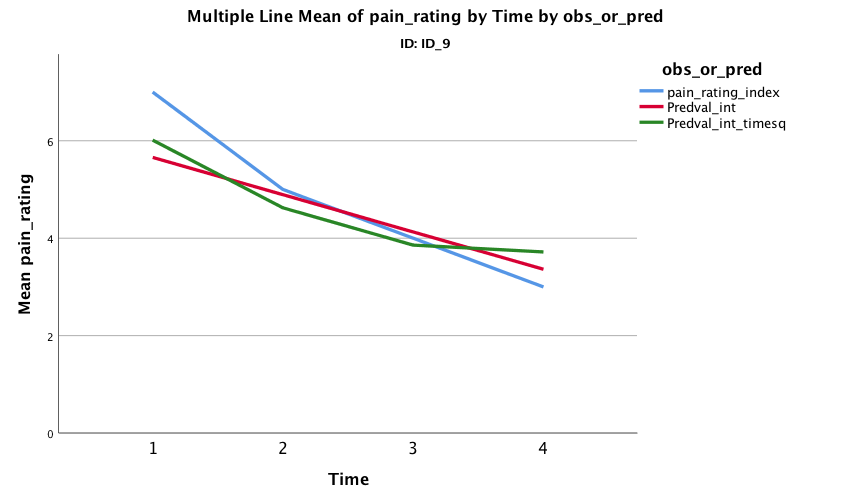 Multiple Line Mean of pain_rating by Time by obs_or_pred
ID: ID_9
obs_or_pred
pain_rating_index
Predval_int
Predval_int_timesq
Mean pain_rating
6
4
2
0
1 2 3 4
Time